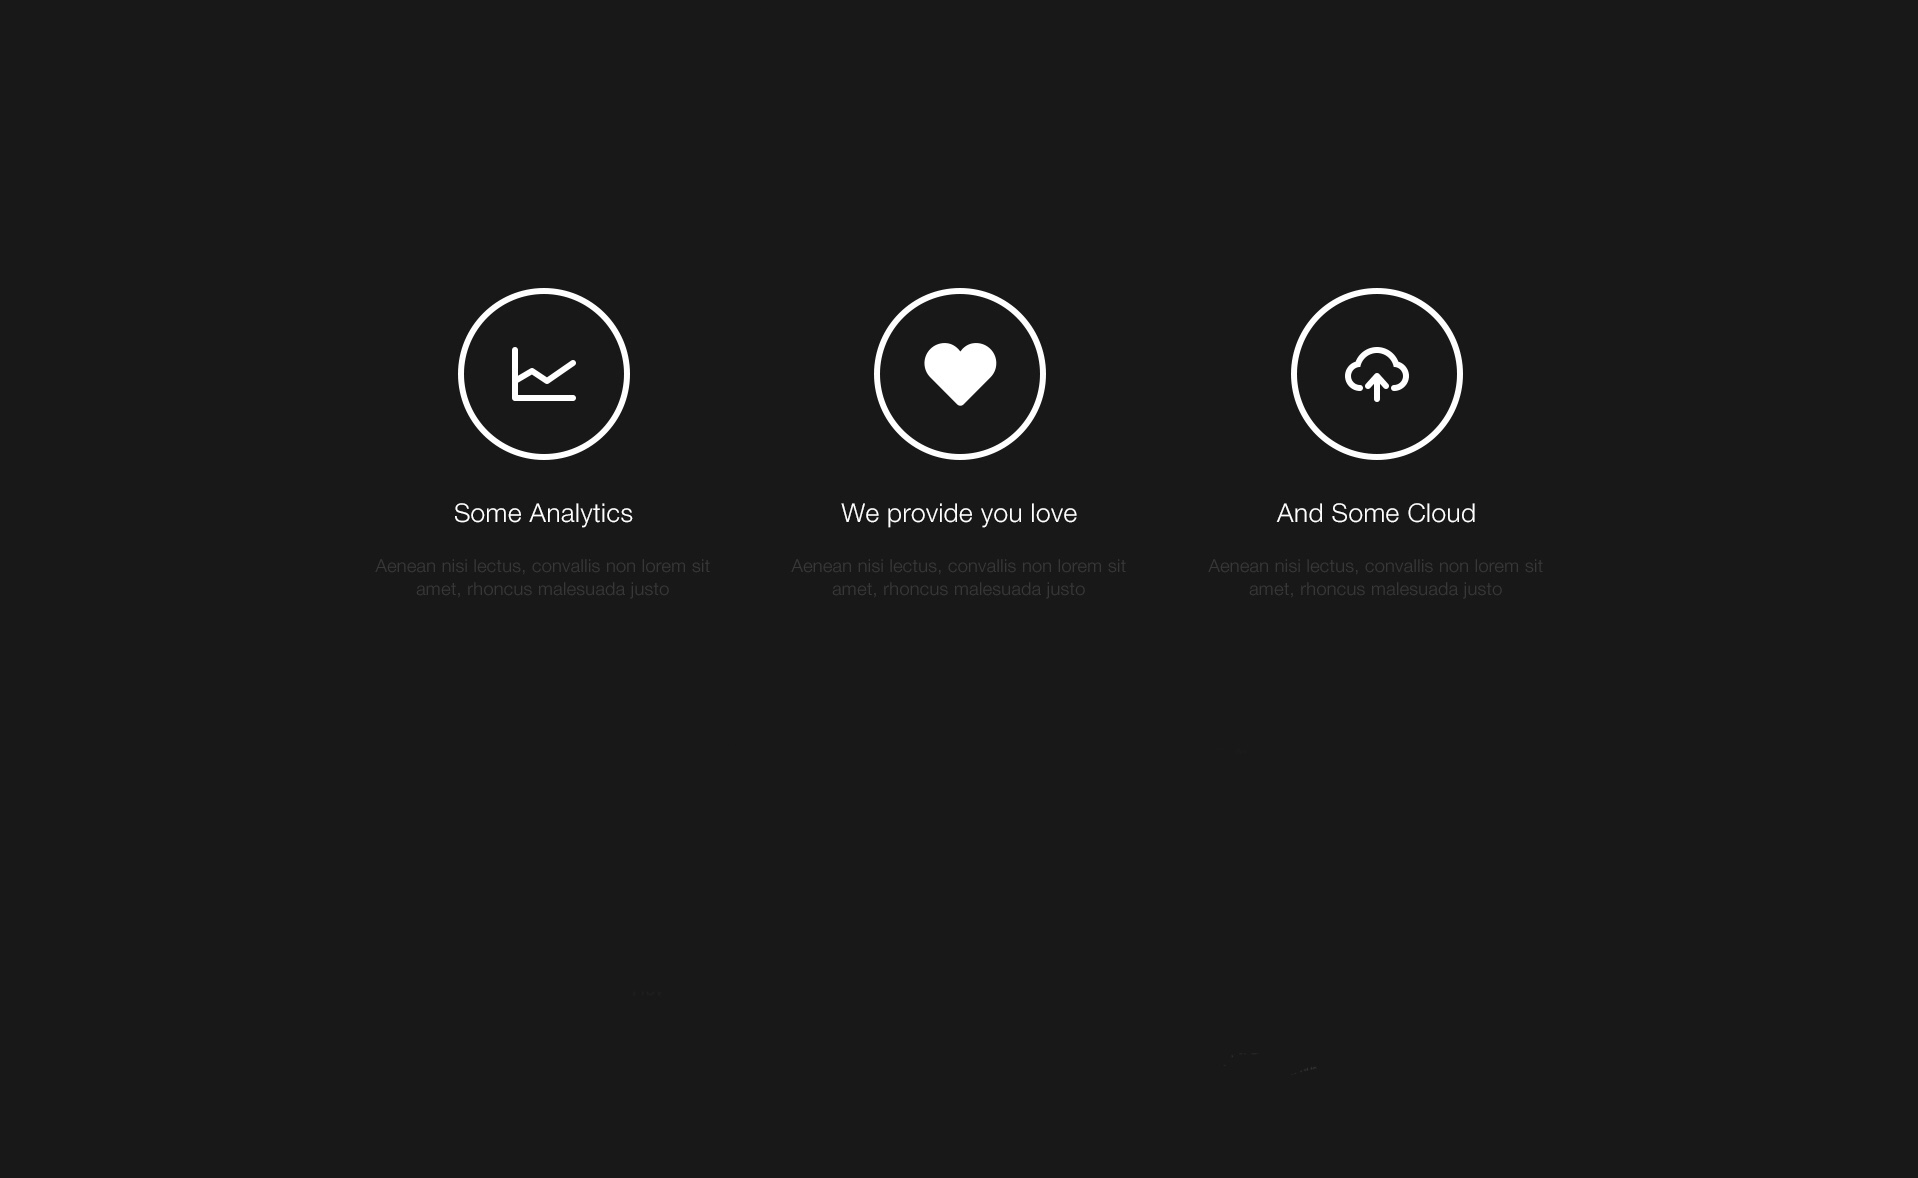 Some Analytics
Aenean nisi lectus, convallis non lorem sit
amet, rhoncus malesuada justo
We provide you love
Aenean nisi lectus, convallis non lorem sit
amet, rhoncus malesuada justo
And Some Cloud
Aenean nisi lectus, convallis non lorem sit
amet, rhoncus malesuada justo